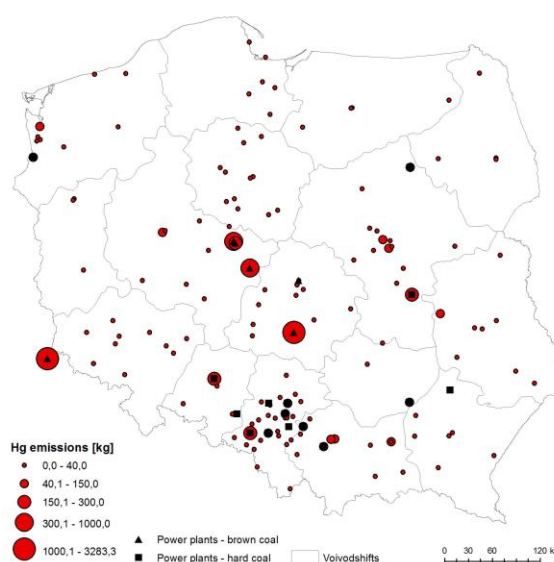 Hg emissions [kg]
0,0 - 40,0
40,1 - 150,0
150,1 - 300,0
300,1 - 1000,0
1000,1 - 3283,3
Power plants - brown coal
Power plants - hard coal
Voivodshifts
0 30 60 120 k